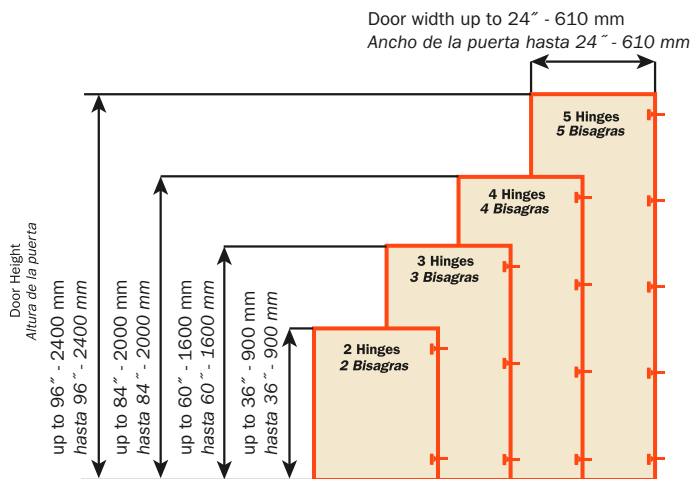 Door width up to 24˝ - 610 mm
Ancho de la puerta hasta 24˝ - 610 mm
5 Hinges
5 Bisagras
4 Hinges
4 Bisagras
3 Hinges
3 Bisagras
2 Hinges
2 Bisagras
Door Height
Altura de la puerta
up to 96˝ - 2400 mm
hasta 96˝ - 2400 mm
up to 84˝ - 2000 mm
hasta 84˝ - 2000 mm
up to 60˝ - 1600 mm
hasta 60˝ - 1600 mm
up to 36˝ - 900 mm
hasta 36˝ - 900 mm